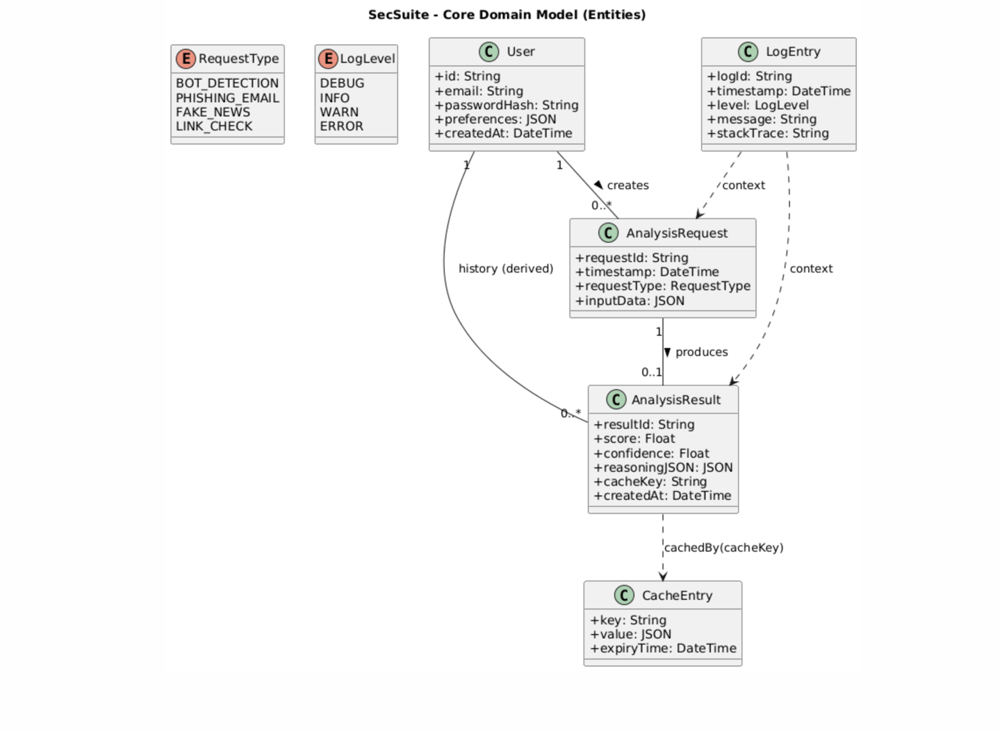 SecSuite - Core Domain Model (Entities)
E RequestType
BOT_DETECTION
PHISHING_EMAIL
FAKE_NEWS
LINK_CHECK
E LogLevel
DEBUG
INFO
WARN
ERROR
C User
+id: String
+email: String
+passwordHash: String
+preferences: JSON
+createdAt: DateTime
C LogEntry
+logId: String
+timestamp: DateTime
+level: LogLevel
+message: String
+stackTrace: String
1
1
creates
0..*
context
C AnalysisRequest
+requestId: String
+timestamp: DateTime
+requestType: RequestType
+inputData: JSON
history (derived)
context
1
produces
0..1
0..*
C AnalysisResult
+resultId: String
+score: Float
+confidence: Float
+reasoningJSON: JSON
+cacheKey: String
+createdAt: DateTime
cachedBy(cacheKey)
C CacheEntry
+key: String
+value: JSON
+expiryTime: DateTime